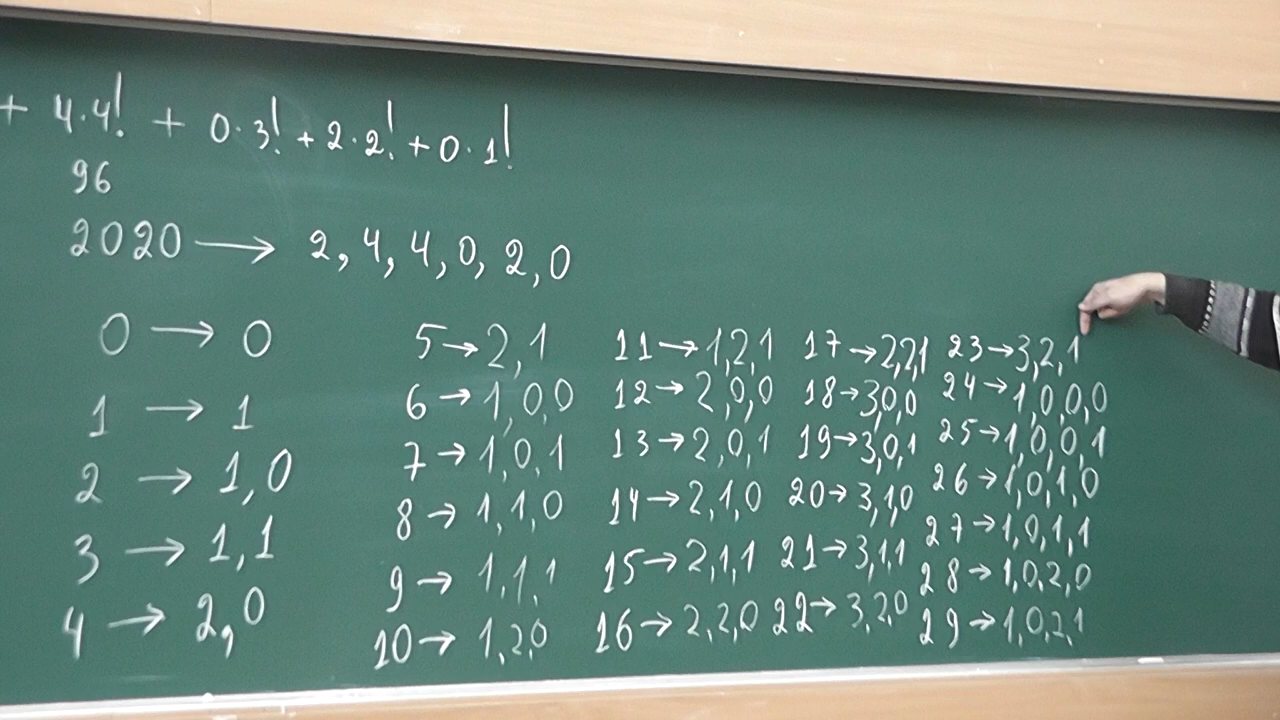 + 4·4! + 0·3! + 2·2! + 0·1!
96
2020 → 2, 4, 4, 0, 2, 0
0 → 0
1 → 1
2 → 1, 0
3 → 1, 1
4 → 2, 0
5 → 2, 1
6 → 1, 0, 0
7 → 1, 0, 1
8 → 1, 1, 0
9 → 1, 1, 1
10 → 1, 2, 0
11 → 1, 2, 1
12 → 2, 0, 0
13 → 2, 0, 1
14 → 2, 1, 0
15 → 2, 1, 1
16 → 2, 2, 0
17 → 2, 2, 1
18 → 3, 0, 0
19 → 3, 0, 1
20 → 3, 1, 0
21 → 3, 1, 1
22 → 3, 2, 0
23 → 3, 2, 1
24 → 1, 0, 0, 0
25 → 1, 0, 0, 1
26 → 1, 0, 1, 0
27 → 1, 0, 1, 1
28 → 1, 0, 2, 0
29 → 1, 0, 2, 1